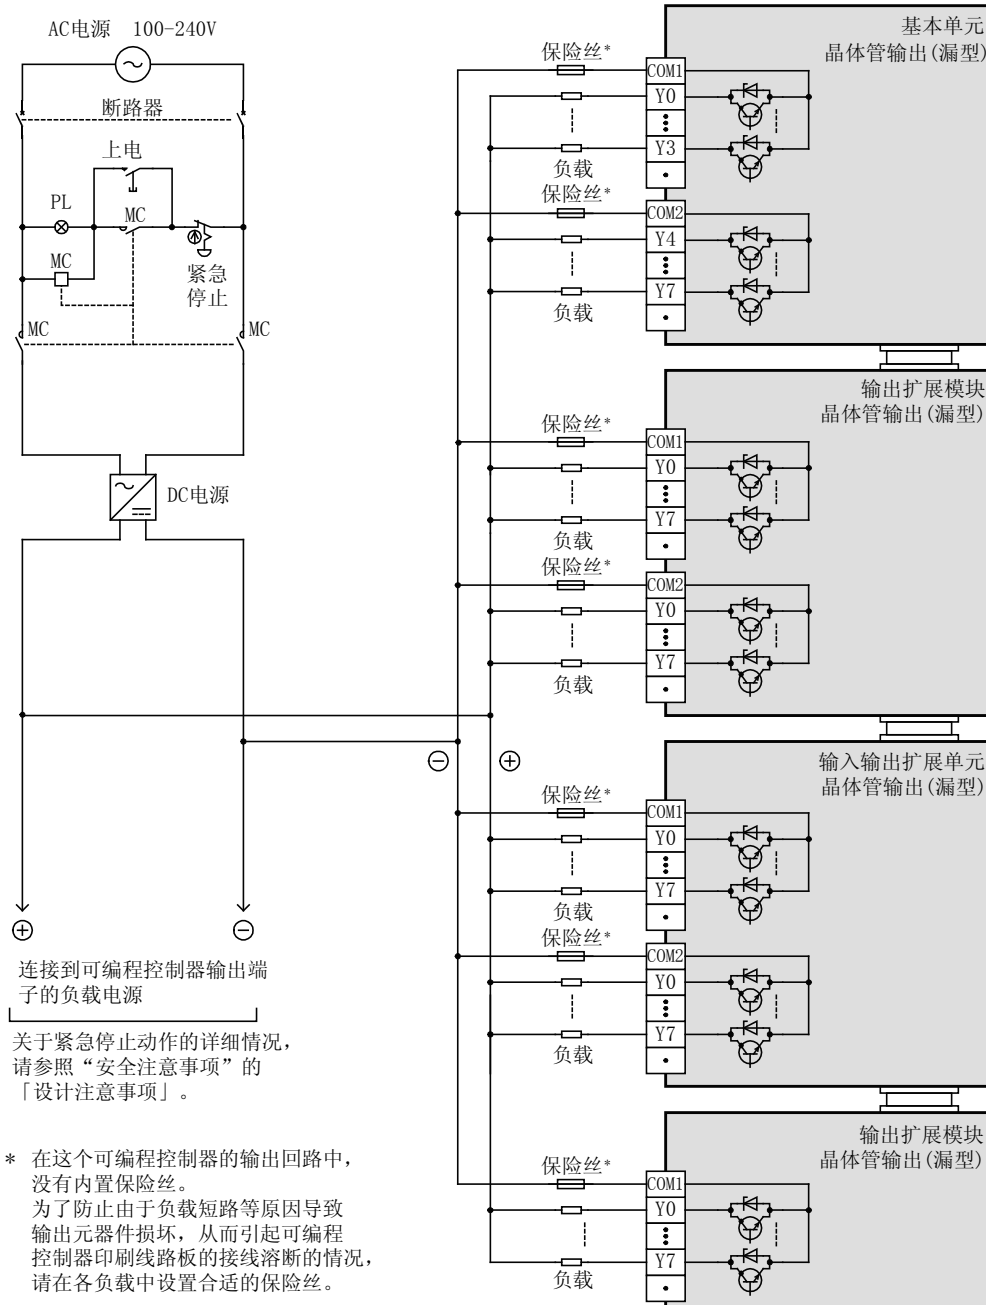 AC电源 100-240V
断路器
上电
PL
MC
MC
紧急
停止
MC
MC
DC电源
⊕
⊖
连接到可编程控制器输出端
子的负载电源
关于紧急停止动作的详细情况,
请参照“安全注意事项”的
「设计注意事项」。
* 在这个可编程控制器的输出回路中,
没有内置保险丝。
为了防止由于负载短路等原因导致
输出元器件损坏, 从而引起可编程
控制器印刷线路板的接线溶断的情况,
请在各负载中设置合适的保险丝。
⊖
⊕
基本单元
晶体管输出(漏型)
保险丝*
COM1
Y0
Y3
负载
保险丝*
COM2
Y4
Y7
负载
输出扩展模块
晶体管输出(漏型)
保险丝*
COM1
Y0
Y7
负载
保险丝*
COM2
Y0
Y7
负载
输入输出扩展单元
晶体管输出(漏型)
保险丝*
COM1
Y0
Y7
负载
保险丝*
COM2
Y0
Y7
负载
输出扩展模块
晶体管输出(漏型)
保险丝*
COM1
Y0
Y7
负载